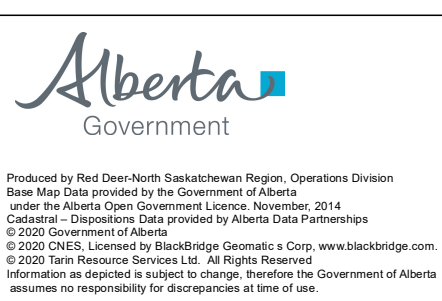 Alberta
Government
Produced by Red Deer-North Saskatchewan Region, Operations Division
Base Map Data provided by the Government of Alberta
under the Alberta Open Government Licence. November, 2014
Cadastral – Dispositions Data provided by Alberta Data Partnerships
© 2020 Government of Alberta
© 2020 CNES, Licensed by BlackBridge Geomatic s Corp, www.blackbridge.com.
© 2020 Tarin Resource Services Ltd.  All Rights Reserved
Information as depicted is subject to change, therefore the Government of Alberta
assumes no responsibility for discrepancies at time of use.